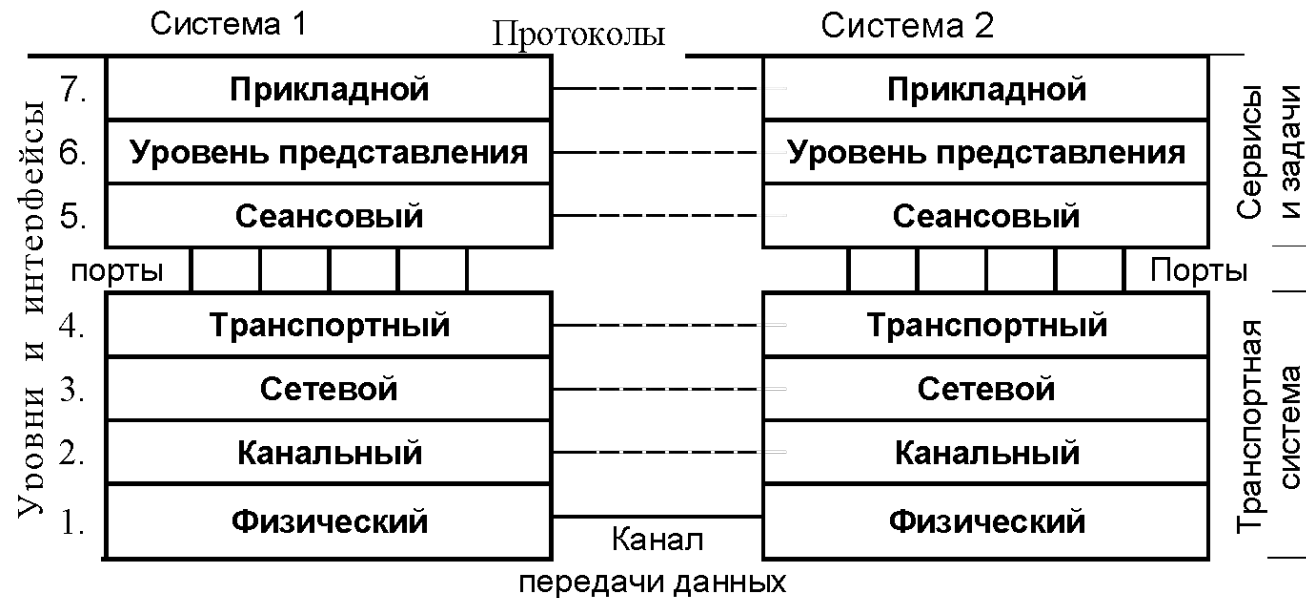 Система 1
Протоколы
Система 2
Уровни и интерфейсы
7.
Прикладной
Прикладной
6.
Уровень представления
Уровень представления
5.
Сеансовый
Сеансовый
Сервисы
и задачи
порты
Порты
4.
Транспортный
Транспортный
3.
Сетевой
Сетевой
2.
Канальный
Канальный
1.
Физический
Физический
Транспортная
система
Канал
передачи данных